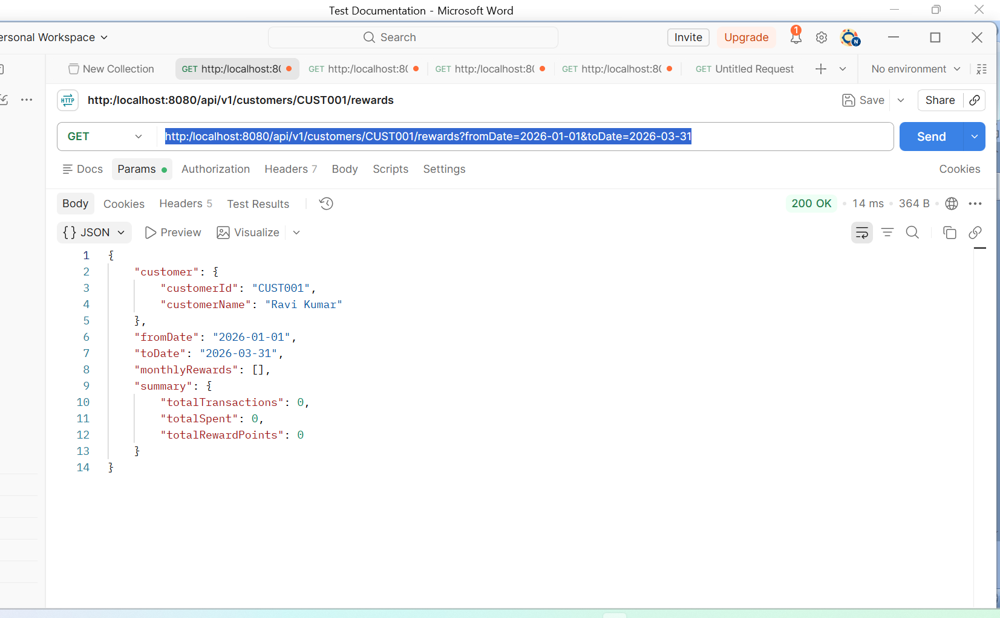 Test Documentation - Microsoft Word
ersonal Workspace
Search
Invite
Upgrade
1
N
New Collection
GET http:/localhost:8(
GET http:/localhost:8(
GET http:/localhost:8(
GET http:/localhost:8(
GET Untitled Request
No environment
HTTP
http:/localhost:8080/api/v1/customers/CUST001/rewards
Save
Share
GET
http:/localhost:8080/api/v1/customers/CUST001/rewards?fromDate=2026-01-01&toDate=2026-03-31
Send
Docs
Params
Authorization
Headers 7
Body
Scripts
Settings
Cookies
Body
Cookies
Headers 5
Test Results
200 OK
14 ms
364 B
{} JSON
Preview
Visualize
1 {
2 "customer": {
3 "customerId": "CUST001",
4 "customerName": "Ravi Kumar"
5 },
6 "fromDate": "2026-01-01",
7 "toDate": "2026-03-31",
8 "monthlyRewards": [],
9 "summary": {
10 "totalTransactions": 0,
11 "totalSpent": 0,
12 "totalRewardPoints": 0
13 }
14 }